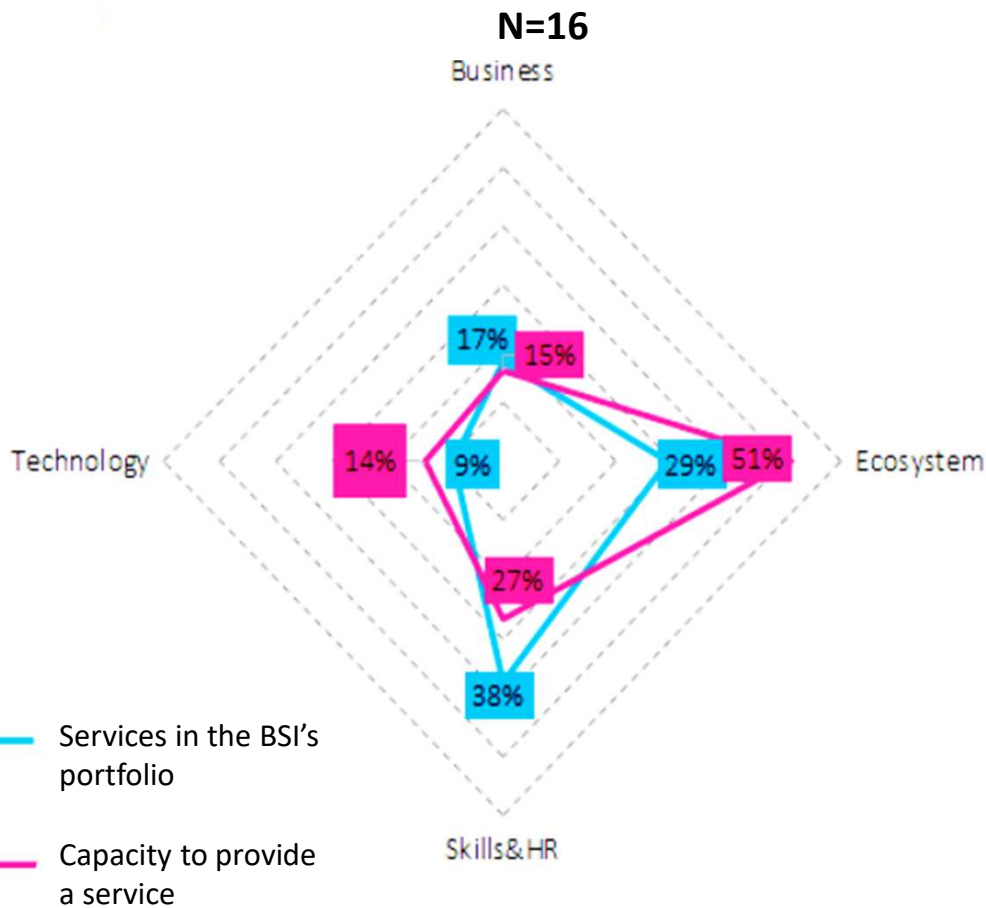 N=16
Business
17%
15%
Technology
14%
9%
29%
51%
Ecosystem
27%
38%
Services in the BSI's
portfolio
Capacity to provide
a service
Skills&HR